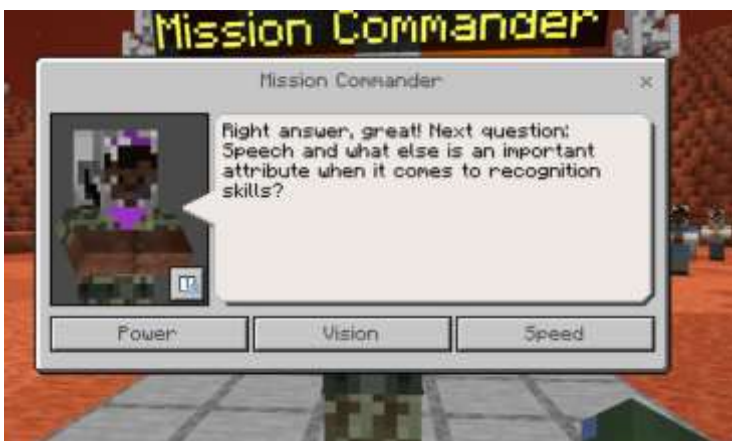 Mission Commander
Mission Commander
Right answer, great! Next question:
Speech and what else is an important
attribute when it comes to recognition
skills?
Power
Vision
Speed